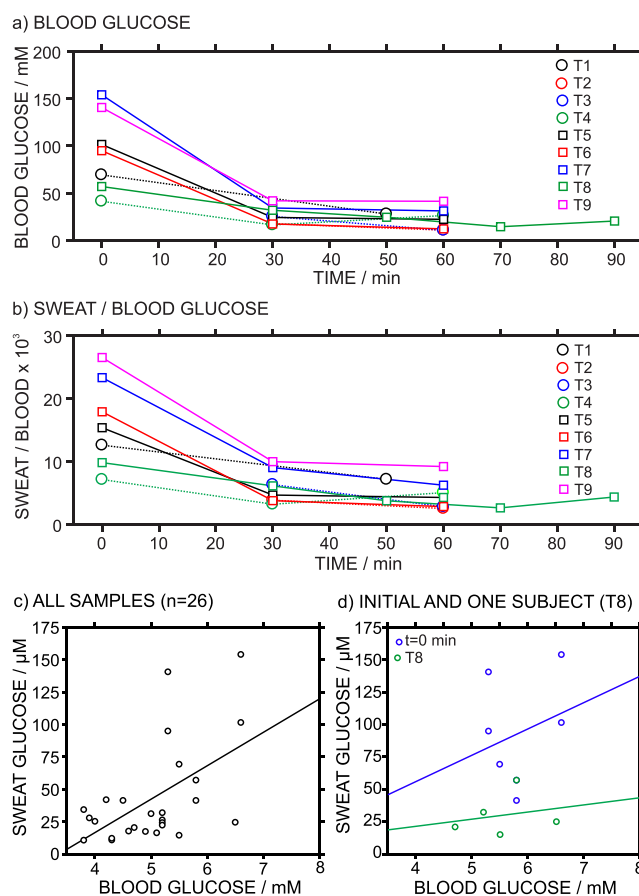 a) BLOOD GLUCOSE
BLOOD GLUCOSE / mM
200
150
100
50
0
T1
T2
T3
T4
T5
T6
T7
T8
T9
0 10 20 30 40 50 60 70 80 90
TIME / min
b) SWEAT / BLOOD GLUCOSE
SWEAT / BLOOD x 10³
30
20
10
0
T1
T2
T3
T4
T5
T6
T7
T8
T9
0 10 20 30 40 50 60 70 80 90
TIME / min
c) ALL SAMPLES (n=26)
SWEAT GLUCOSE / µM
175
150
125
100
75
50
25
0
4 5 6 7 8
BLOOD GLUCOSE / mM
d) INITIAL AND ONE SUBJECT (T8)
SWEAT GLUCOSE / µM
175
150
125
100
75
50
25
0
t=0 min
T8
4 5 6 7 8
BLOOD GLUCOSE / mM